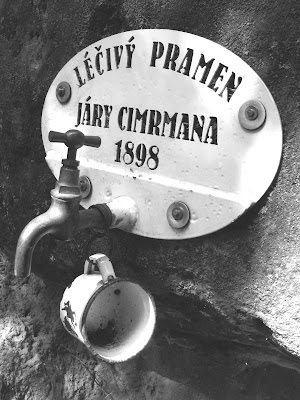 LÉČIVÝ PRAMEN
JÁRY CIMRMANA
1898